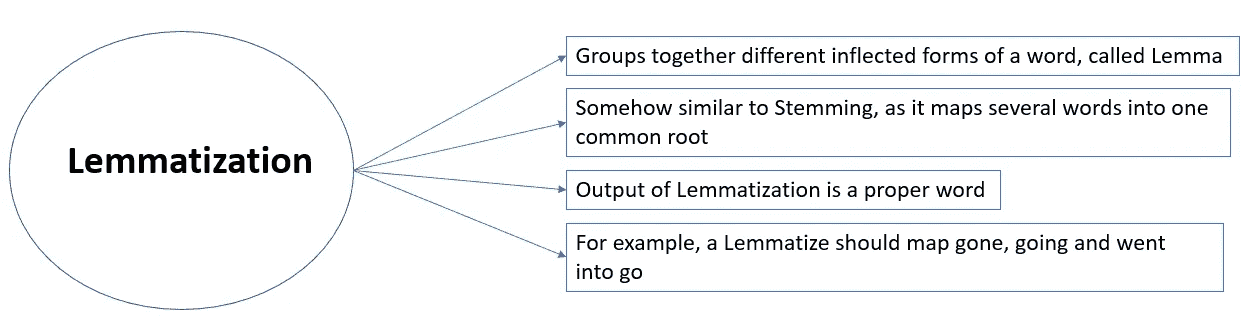 Lemmatization
Groups together different inflected forms of a word, called Lemma
Somehow similar to Stemming, as it maps several words into one
common root
Output of Lemmatization is a proper word
For example, a Lemmatize should map gone, going and went
into go